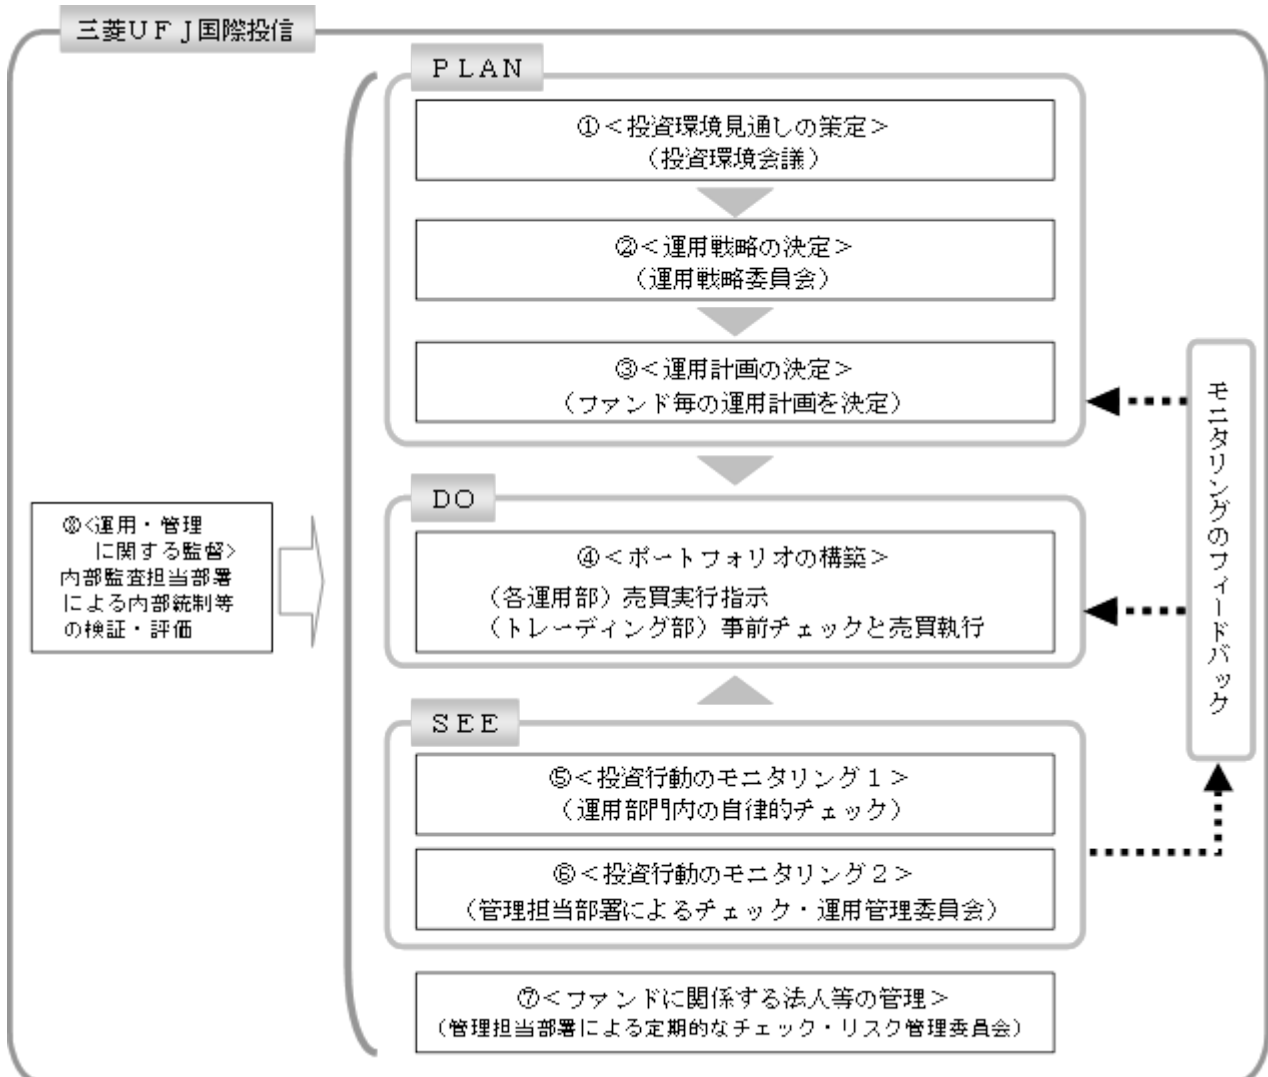 三菱ＵＦＪ国際投信
ＰＬＡＮ
①＜投資環境見通しの策定＞
（投資環境会議）
②＜運用戦略の決定＞
（運用戦略委員会）
③＜運用計画の決定＞
（ファンド毎の運用計画を決定）
ＤＯ
④＜ポートフォリオの構築＞
（各運用部）売買実行指示
（トレーディング部）事前チェックと売買執行
ＳＥＥ
⑤＜投資行動のモニタリング１＞
（運用部門内の自律的チェック）
⑥＜投資行動のモニタリング２＞
（管理担当部署によるチェック・運用管理委員会）
⑦＜ファンドに関係する法人等の管理＞
（管理担当部署による定期的なチェック・リスク管理委員会）
⑧<運用・管理
に関する監督>
内部監査担当部署
による内部統制等
の検証・評価
モニタリングのフィードバック